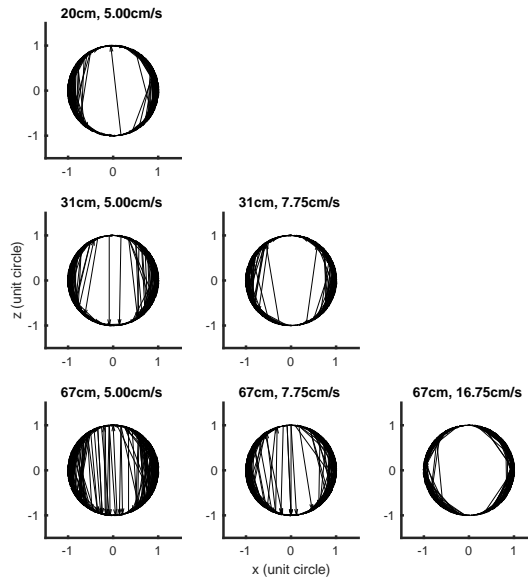 20cm, 5.00cm/s
1
0
-1
-1 0 1
31cm, 5.00cm/s
31cm, 7.75cm/s
1
0
-1
-1 0 1
1
0
-1
-1 0 1
z (unit circle)
67cm, 5.00cm/s
67cm, 7.75cm/s
67cm, 16.75cm/s
1
0
-1
-1 0 1
1
0
-1
-1 0 1
1
0
-1
-1 0 1
x (unit circle)